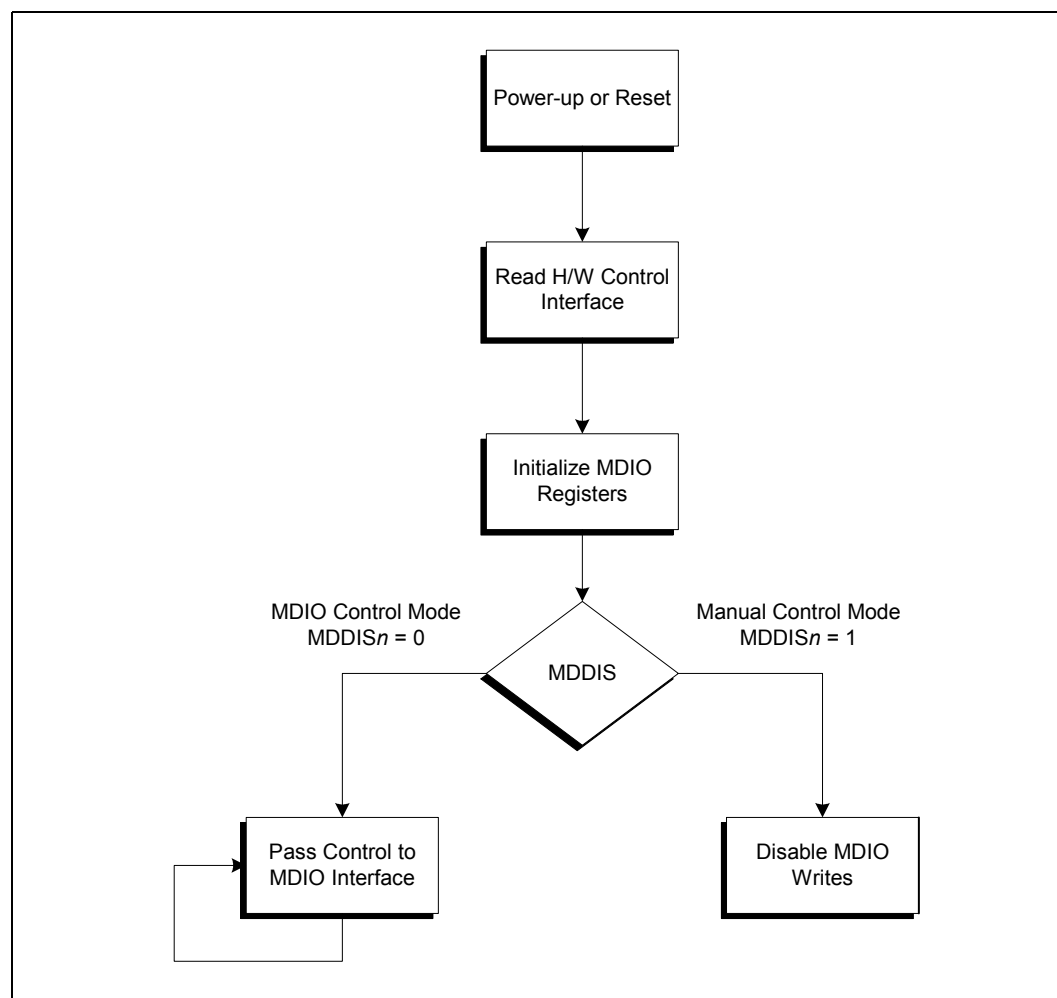 Power-up or Reset
Read H/W Control
Interface
Initialize MDIO
Registers
MDIO Control Mode
MDDISn = 0
Manual Control Mode
MDDISn = 1
MDDIS
Pass Control to
MDIO Interface
Disable MDIO
Writes